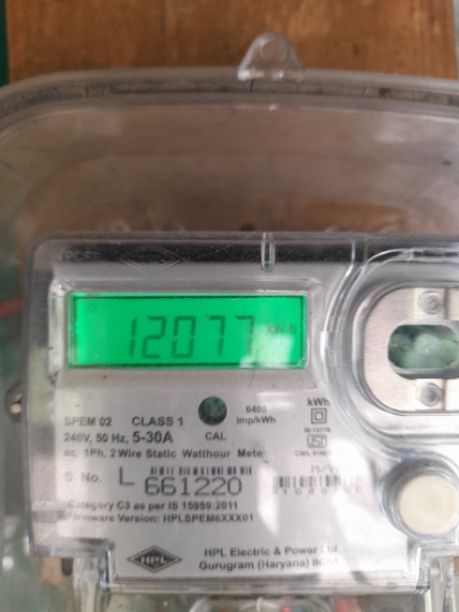 12077 kWh
SPEM 02 CLASS 1
6400 imp/kWh
kWh
240V, 50 Hz, 5-30A
CAL
ac, 1Ph, 2 Wire Static Watthour Meter
S. No. L 661220
Category C3 as per IS 15959:2011
Firmware Version: HPLSPEM6XXX01
HPL
HPL Electric & Power Ltd.
Gurugram (Haryana) INDIA